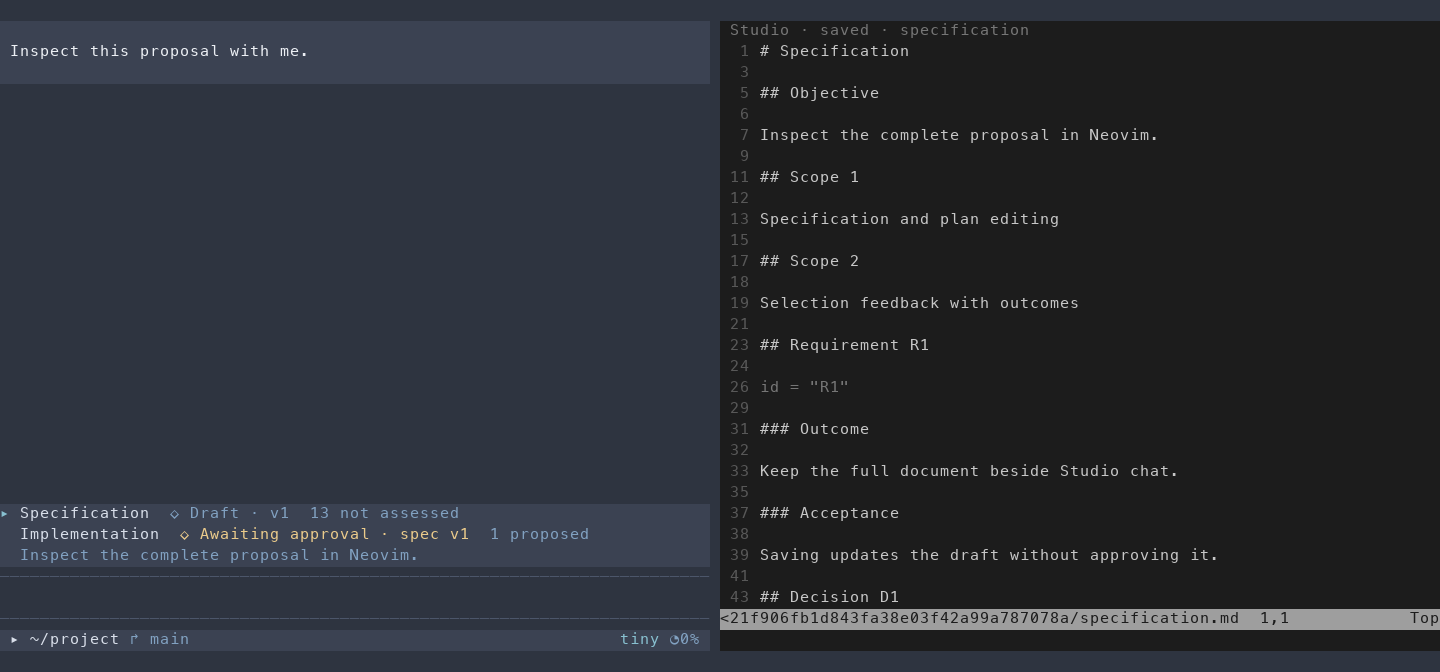 Inspect this proposal with me.
▸ Specification ◇ Draft · v1 13 not assessed
Implementation ◇ Awaiting approval · spec v1 1 proposed
Inspect the complete proposal in Neovim.
▸ ~/project ↱ main tiny ◔0%
Studio · saved · specification
1 # Specification
3
5 ## Objective
6
7 Inspect the complete proposal in Neovim.
9
11 ## Scope 1
12
13 Specification and plan editing
15
17 ## Scope 2
18
19 Selection feedback with outcomes
21
23 ## Requirement R1
24
26 id = "R1"
29
31 ### Outcome
32
33 Keep the full document beside Studio chat.
35
37 ### Acceptance
38
39 Saving updates the draft without approving it.
41
43 ## Decision D1
<21f906fb1d843fa38e03f42a99a787078a/specification.md 1,1 Top